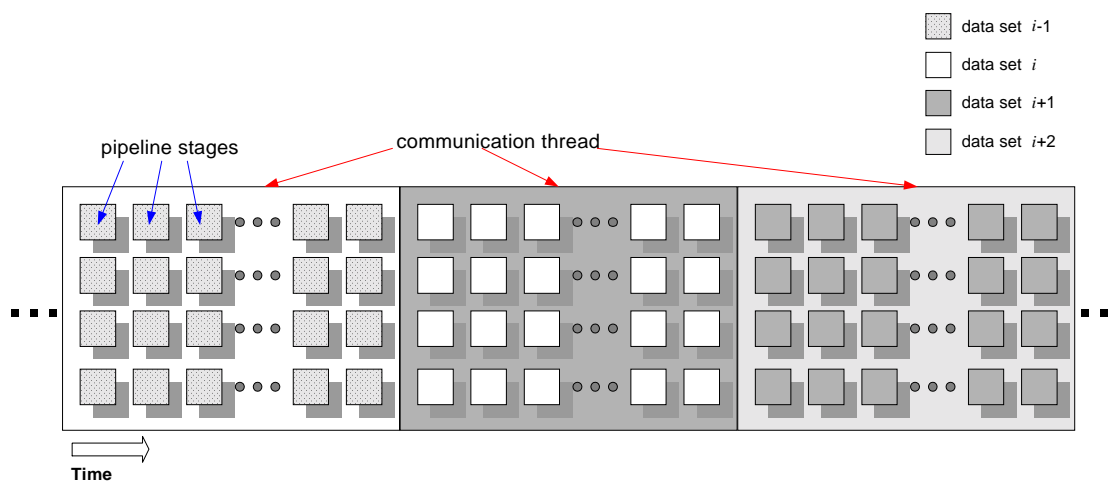 data set i-1
data set i
data set i+1
data set i+2
pipeline stages
communication thread
Time